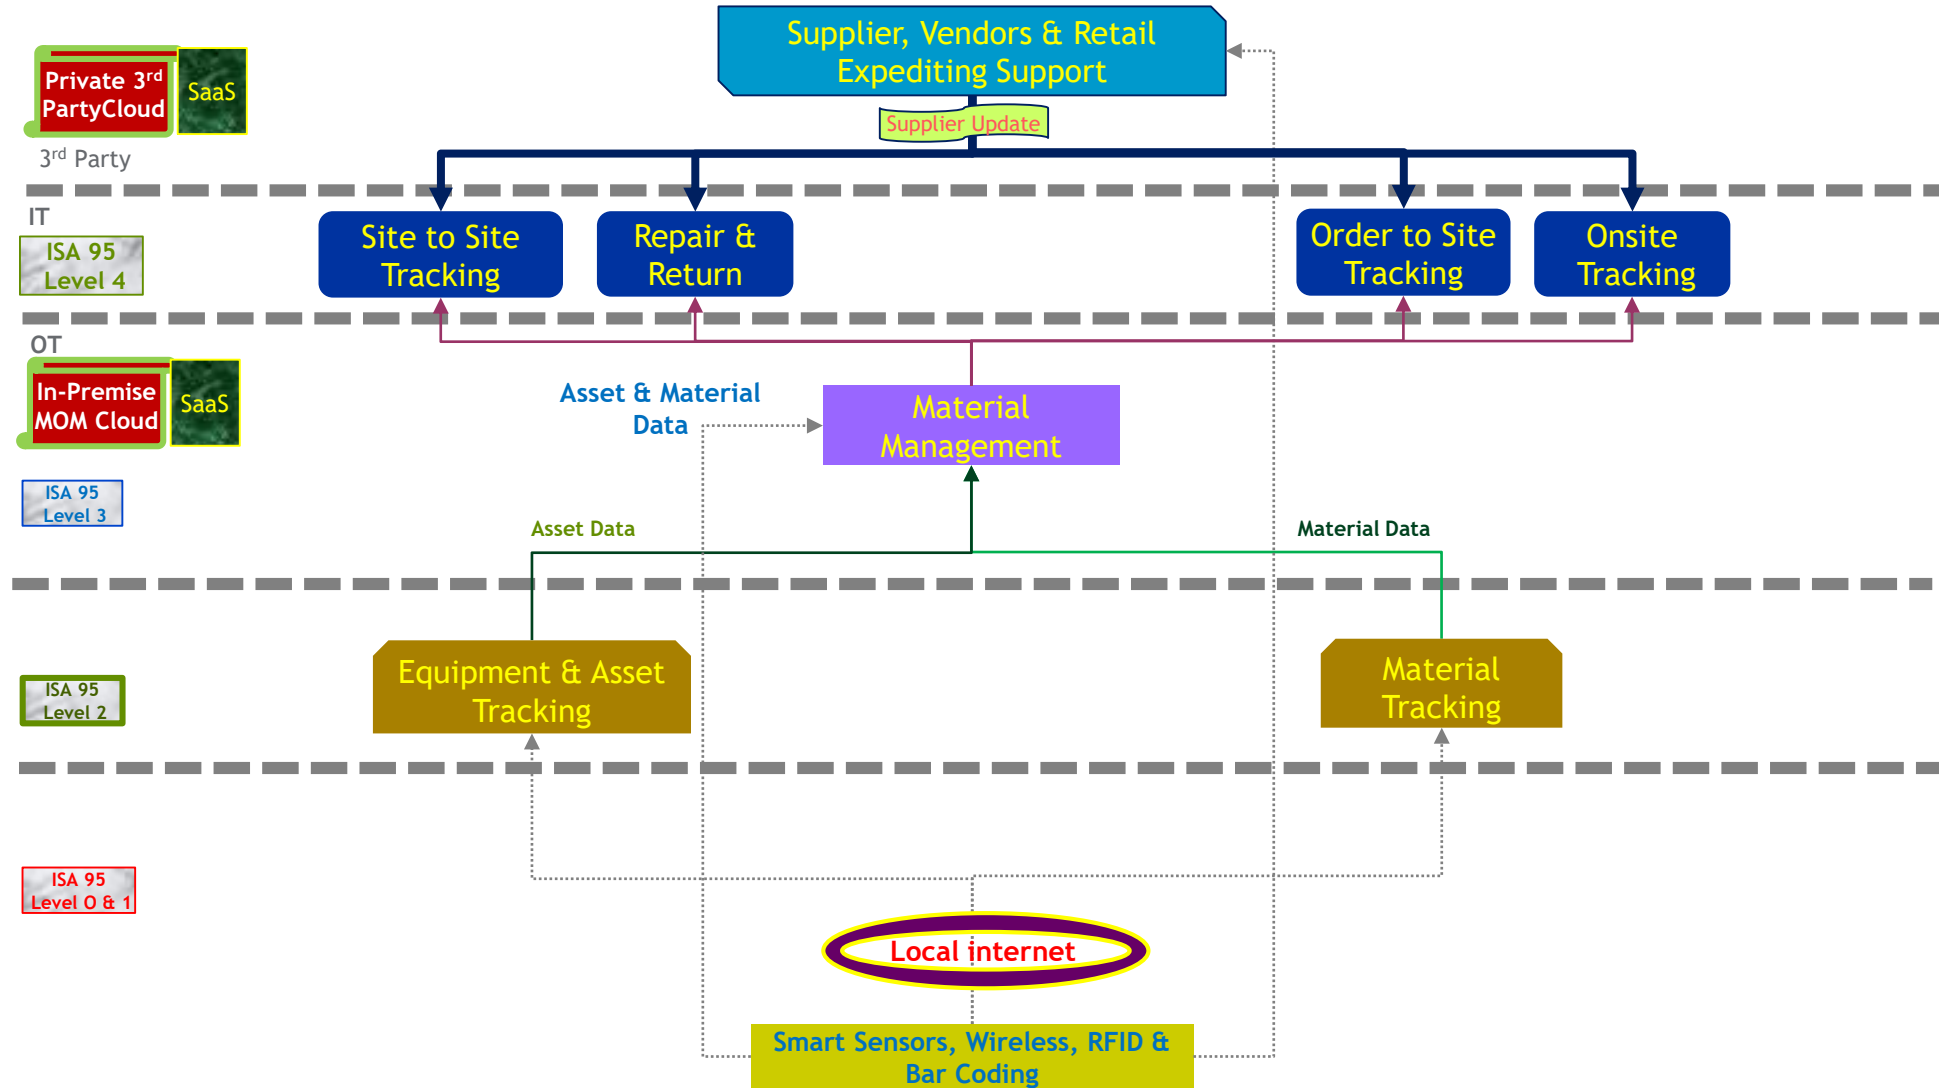 Supplier, Vendors & Retail
Expediting Support
Private 3rd
PartyCloud
SaaS
Supplier Update
3rd Party
IT
ISA 95
Level 4
Site to Site
Tracking
Repair &
Return
Order to Site
Tracking
Onsite
Tracking
OT
In-Premise
MOM Cloud
SaaS
Asset & Material
Data
Material
Management
ISA 95
Level 3
Asset Data
Material Data
Equipment & Asset
Tracking
Material
Tracking
ISA 95
Level 2
ISA 95
Level 0 & 1
Local internet
Smart Sensors, Wireless, RFID &
Bar Coding